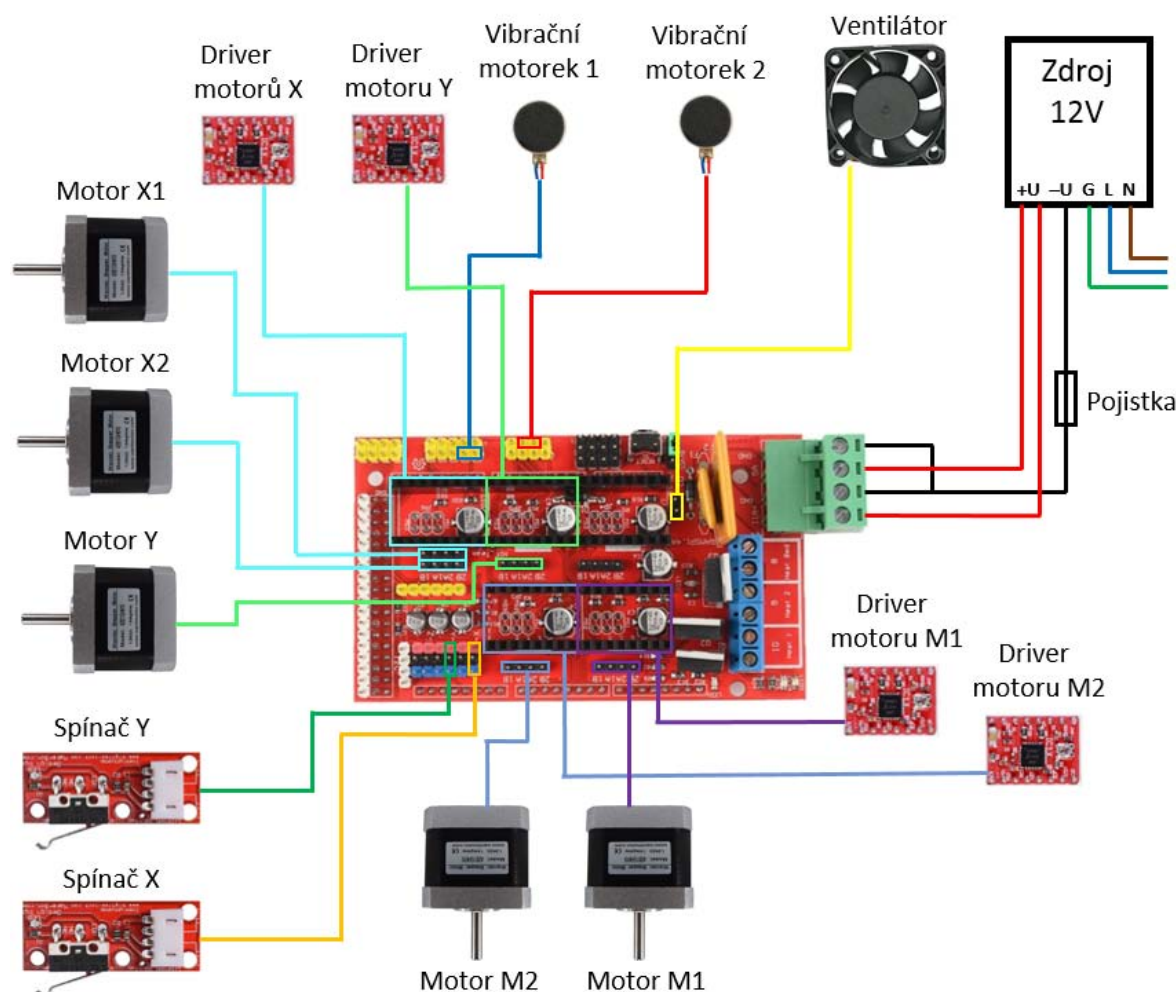 Driver
motorů X
Driver
motoru Y
Vibrační
motorek 1
Vibrační
motorek 2
Ventilátor
Zdroj
12V
+U –U G L N
Motor X1
Motor X2
Pojistka
Motor Y
Driver
motoru M1
Driver
motoru M2
Spínač Y
Spínač X
Motor M2
Motor M1